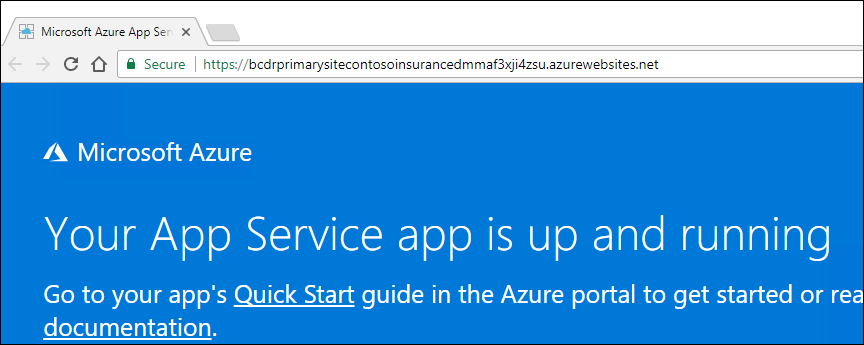 Microsoft Azure App Ser
Secure https://bcdrprimarysitecontosoinsurancedmmaf3xji4zsu.azurewebsites.net
Microsoft Azure
Your App Service app is up and running
Go to your app's Quick Start guide in the Azure portal to get started or rea
documentation.